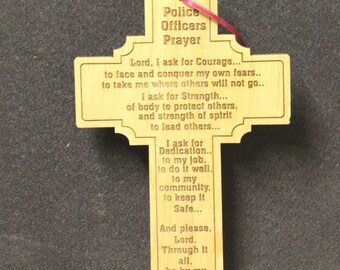 Police
Officers
Prayer
Lord, I ask for Courage...
to face and conquer my own fears..
to take me where others will not go..
I ask for Strength...
of body to protect others,
and strength of spirit
to lead others...
I ask for
Dedication..
to my job,
to do it well,
to my
community,
to keep it
Safe...
And please,
Lord,
Through it
all,
be by my